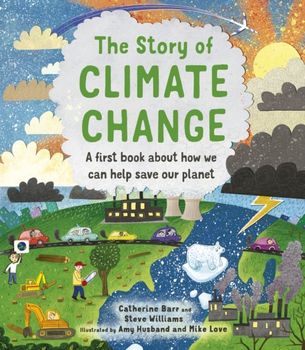 The Story of
CLIMATE
CHANGE
A first book about how we
can help save our planet
Catherine Barr and
Steve Williams
Illustrated by Amy Husband and Mike Love